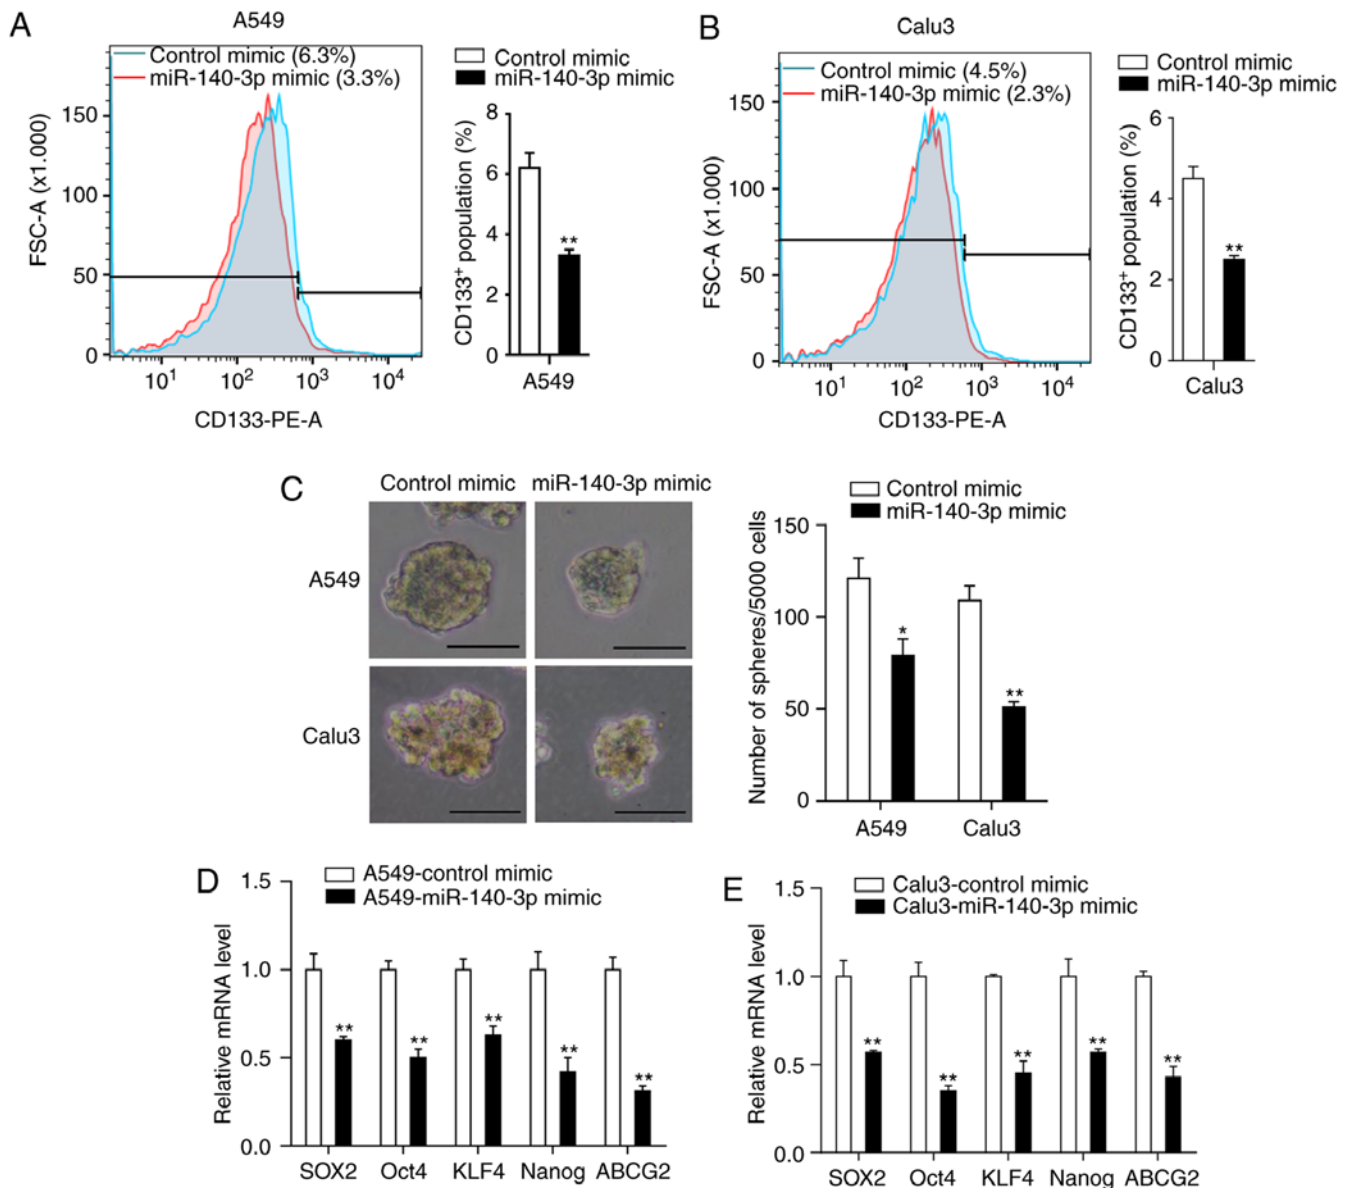 A
A549
Control mimic (6.3%)
miR-140-3p mimic (3.3%)
FSC-A (x1.000)
150
100
50
0
10¹ 10² 10³ 10⁴
CD133-PE-A
Control mimic
miR-140-3p mimic
CD133⁺ population (%)
8
6
4
2
0
**
A549
B
Calu3
Control mimic (4.5%)
miR-140-3p mimic (2.3%)
FSC-A (x1.000)
150
100
50
0
10¹ 10² 10³ 10⁴
CD133-PE-A
Control mimic
miR-140-3p mimic
CD133⁺ population (%)
6
4
2
0
**
Calu3
C
Control mimic miR-140-3p mimic
A549
Calu3
Control mimic
miR-140-3p mimic
Number of spheres/5000 cells
150
100
50
0
*
**
A549 Calu3
D
A549-control mimic
A549-miR-140-3p mimic
Relative mRNA level
1.5
1.0
0.5
0.0
** ** ** ** **
SOX2 Oct4 KLF4 Nanog ABCG2
E
Calu3-control mimic
Calu3-miR-140-3p mimic
Relative mRNA level
1.5
1.0
0.5
0.0
** ** ** ** **
SOX2 Oct4 KLF4 Nanog ABCG2